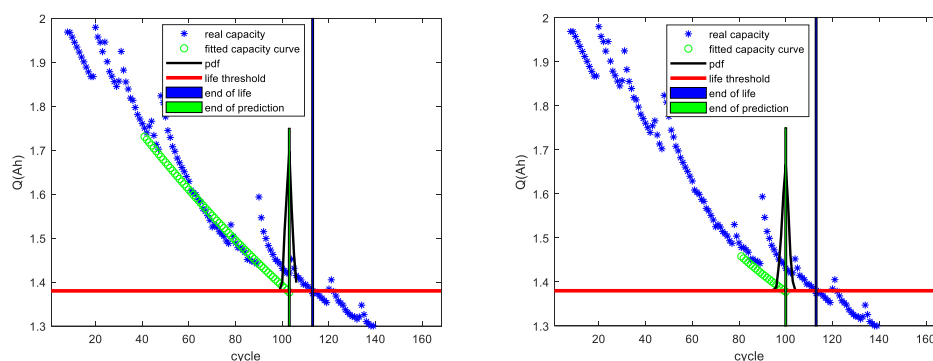 2
1.9
1.8
1.7
1.6
1.5
1.4
1.3
Q(Ah)
0 20 40 60 80 100 120 140 160
cycle
real capacity
fitted capacity curve
pdf
life threshold
end of life
end of prediction
2
1.9
1.8
1.7
1.6
1.5
1.4
1.3
Q(Ah)
0 20 40 60 80 100 120 140 160
cycle
real capacity
fitted capacity curve
pdf
life threshold
end of life
end of prediction